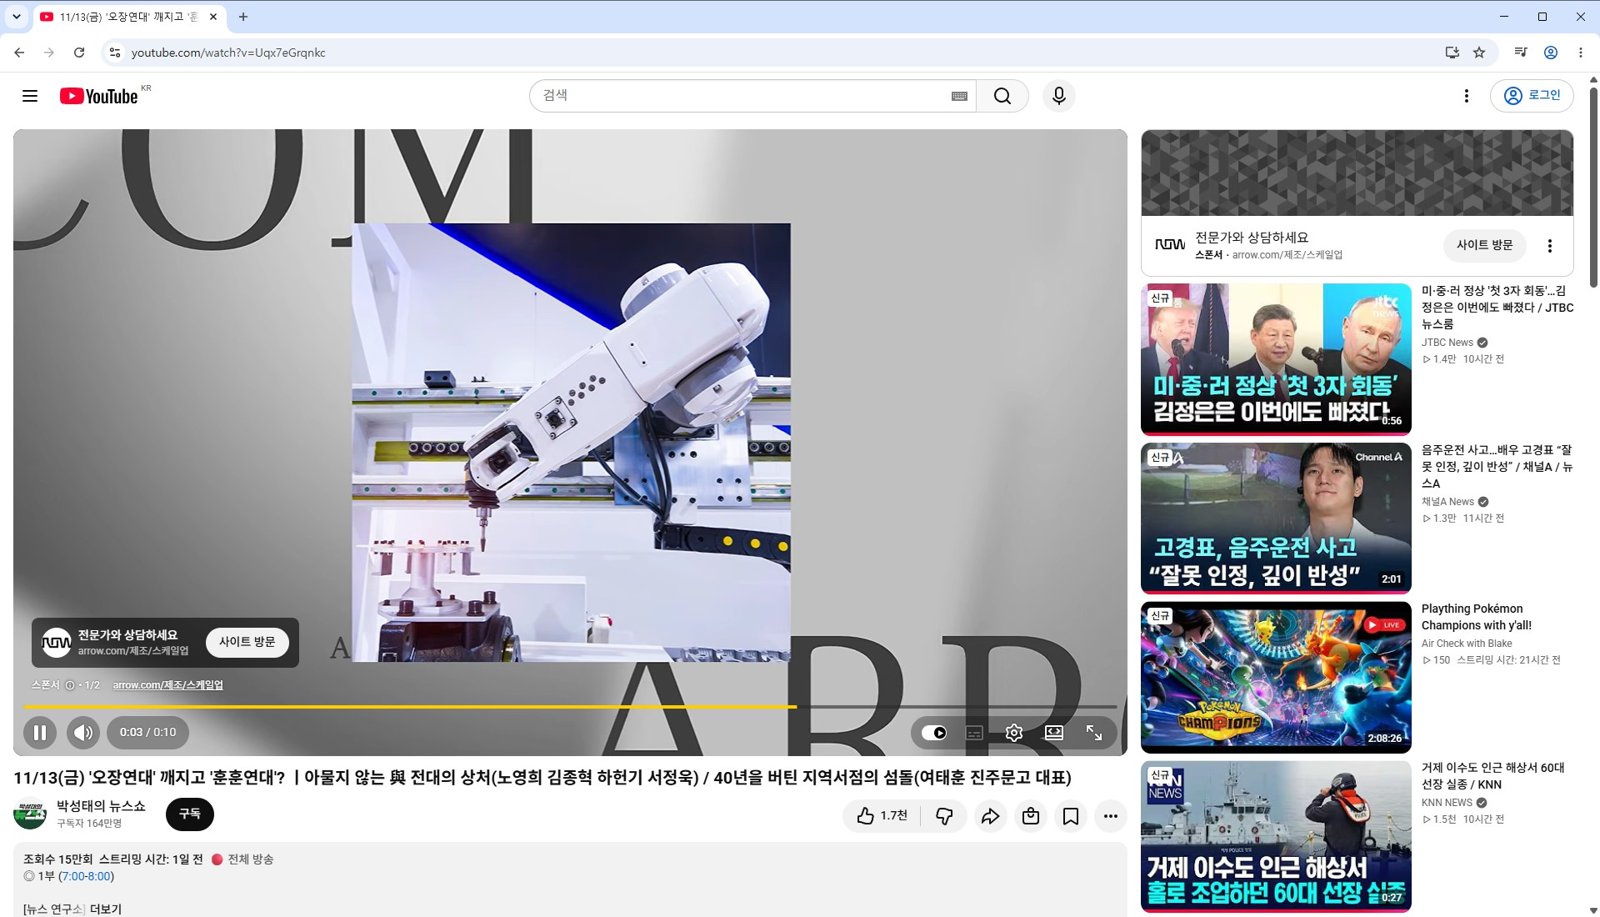 11/13(금) '오장연대' 깨지고 '훈
youtube.com/watch?v=Uqx7eGrqnkc
YouTube KR
검색
로그인
COM
ARR
전문가와 상담하세요
arrow.com/제조/스케일업
사이트 방문
스폰서 · 1/2 arrow.com/제조/스케일업
0:03 / 0:10
11/13(금) '오장연대' 깨지고 '훈훈연대'? ㅣ아물지 않는 與 전대의 상처(노영희 김종혁 하헌기 서정욱) / 40년을 버틴 지역서점의 섬돌(여태훈 진주문고 대표)
박성태의 뉴스쇼
구독자 164만명
구독
1.7천
조회수 15만회 스트리밍 시간: 1일 전 전체 방송
◎ 1부 (7:00-8:00)
[뉴스 연구소] 더보기
전문가와 상담하세요
스폰서 · arrow.com/제조/스케일업
사이트 방문
신규
jtbc news
미·중·러 정상 '첫 3자 회동'
김정은은 이번에도 빠졌다
0:56
미·중·러 정상 '첫 3자 회동'...김
정은은 이번에도 빠졌다 / JTBC
뉴스룸
JTBC News
1.4만 10시간 전
신규
Channel A
고경표, 음주운전 사고
“잘못 인정, 깊이 반성”
2:01
음주운전 사고…배우 고경표 “잘
못 인정, 깊이 반성” / 채널A / 뉴
스A
채널A News
1.3만 11시간 전
신규
LIVE
POKÉMON
CHAMPIONS
2:08:26
Plaything Pokémon
Champions with y'all!
Air Check with Blake
150 스트리밍 시간: 21시간 전
신규
KNN
NEWS
거제 이수도 인근 해상서
홀로 조업하던 60대 선장 실종
0:27
거제 이수도 인근 해상서 60대
선장 실종 / KNN
KNN NEWS
1.5천 10시간 전